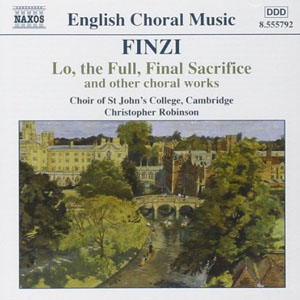 NAXOS
English Choral Music
DDD
8.555792
FINZI
Lo, the Full, Final Sacrifice
and other choral works
Choir of St John's College, Cambridge
Christopher Robinson